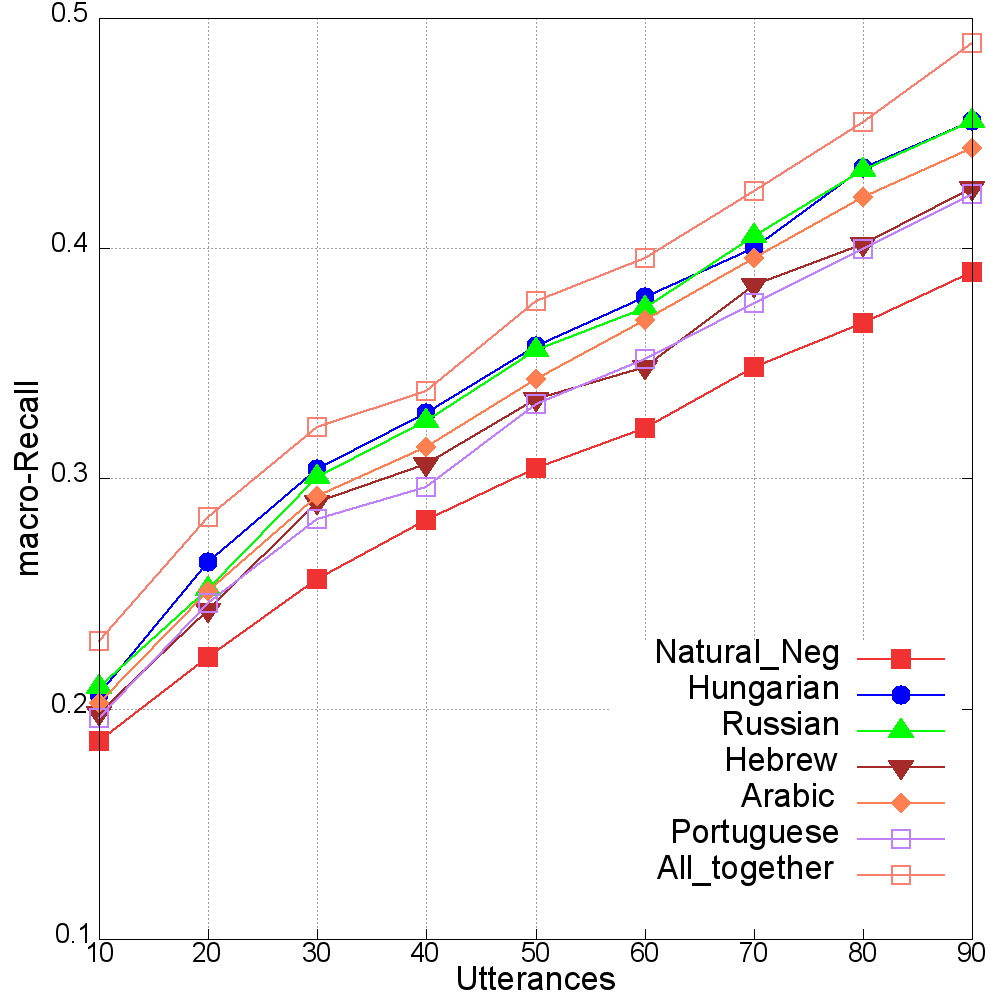 0.5
0.4
0.3
0.2
0.1
macro-Recall
Natural_Neg
Hungarian
Russian
Hebrew
Arabic
Portuguese
All_together
10 20 30 40 50 60 70 80 90
Utterances